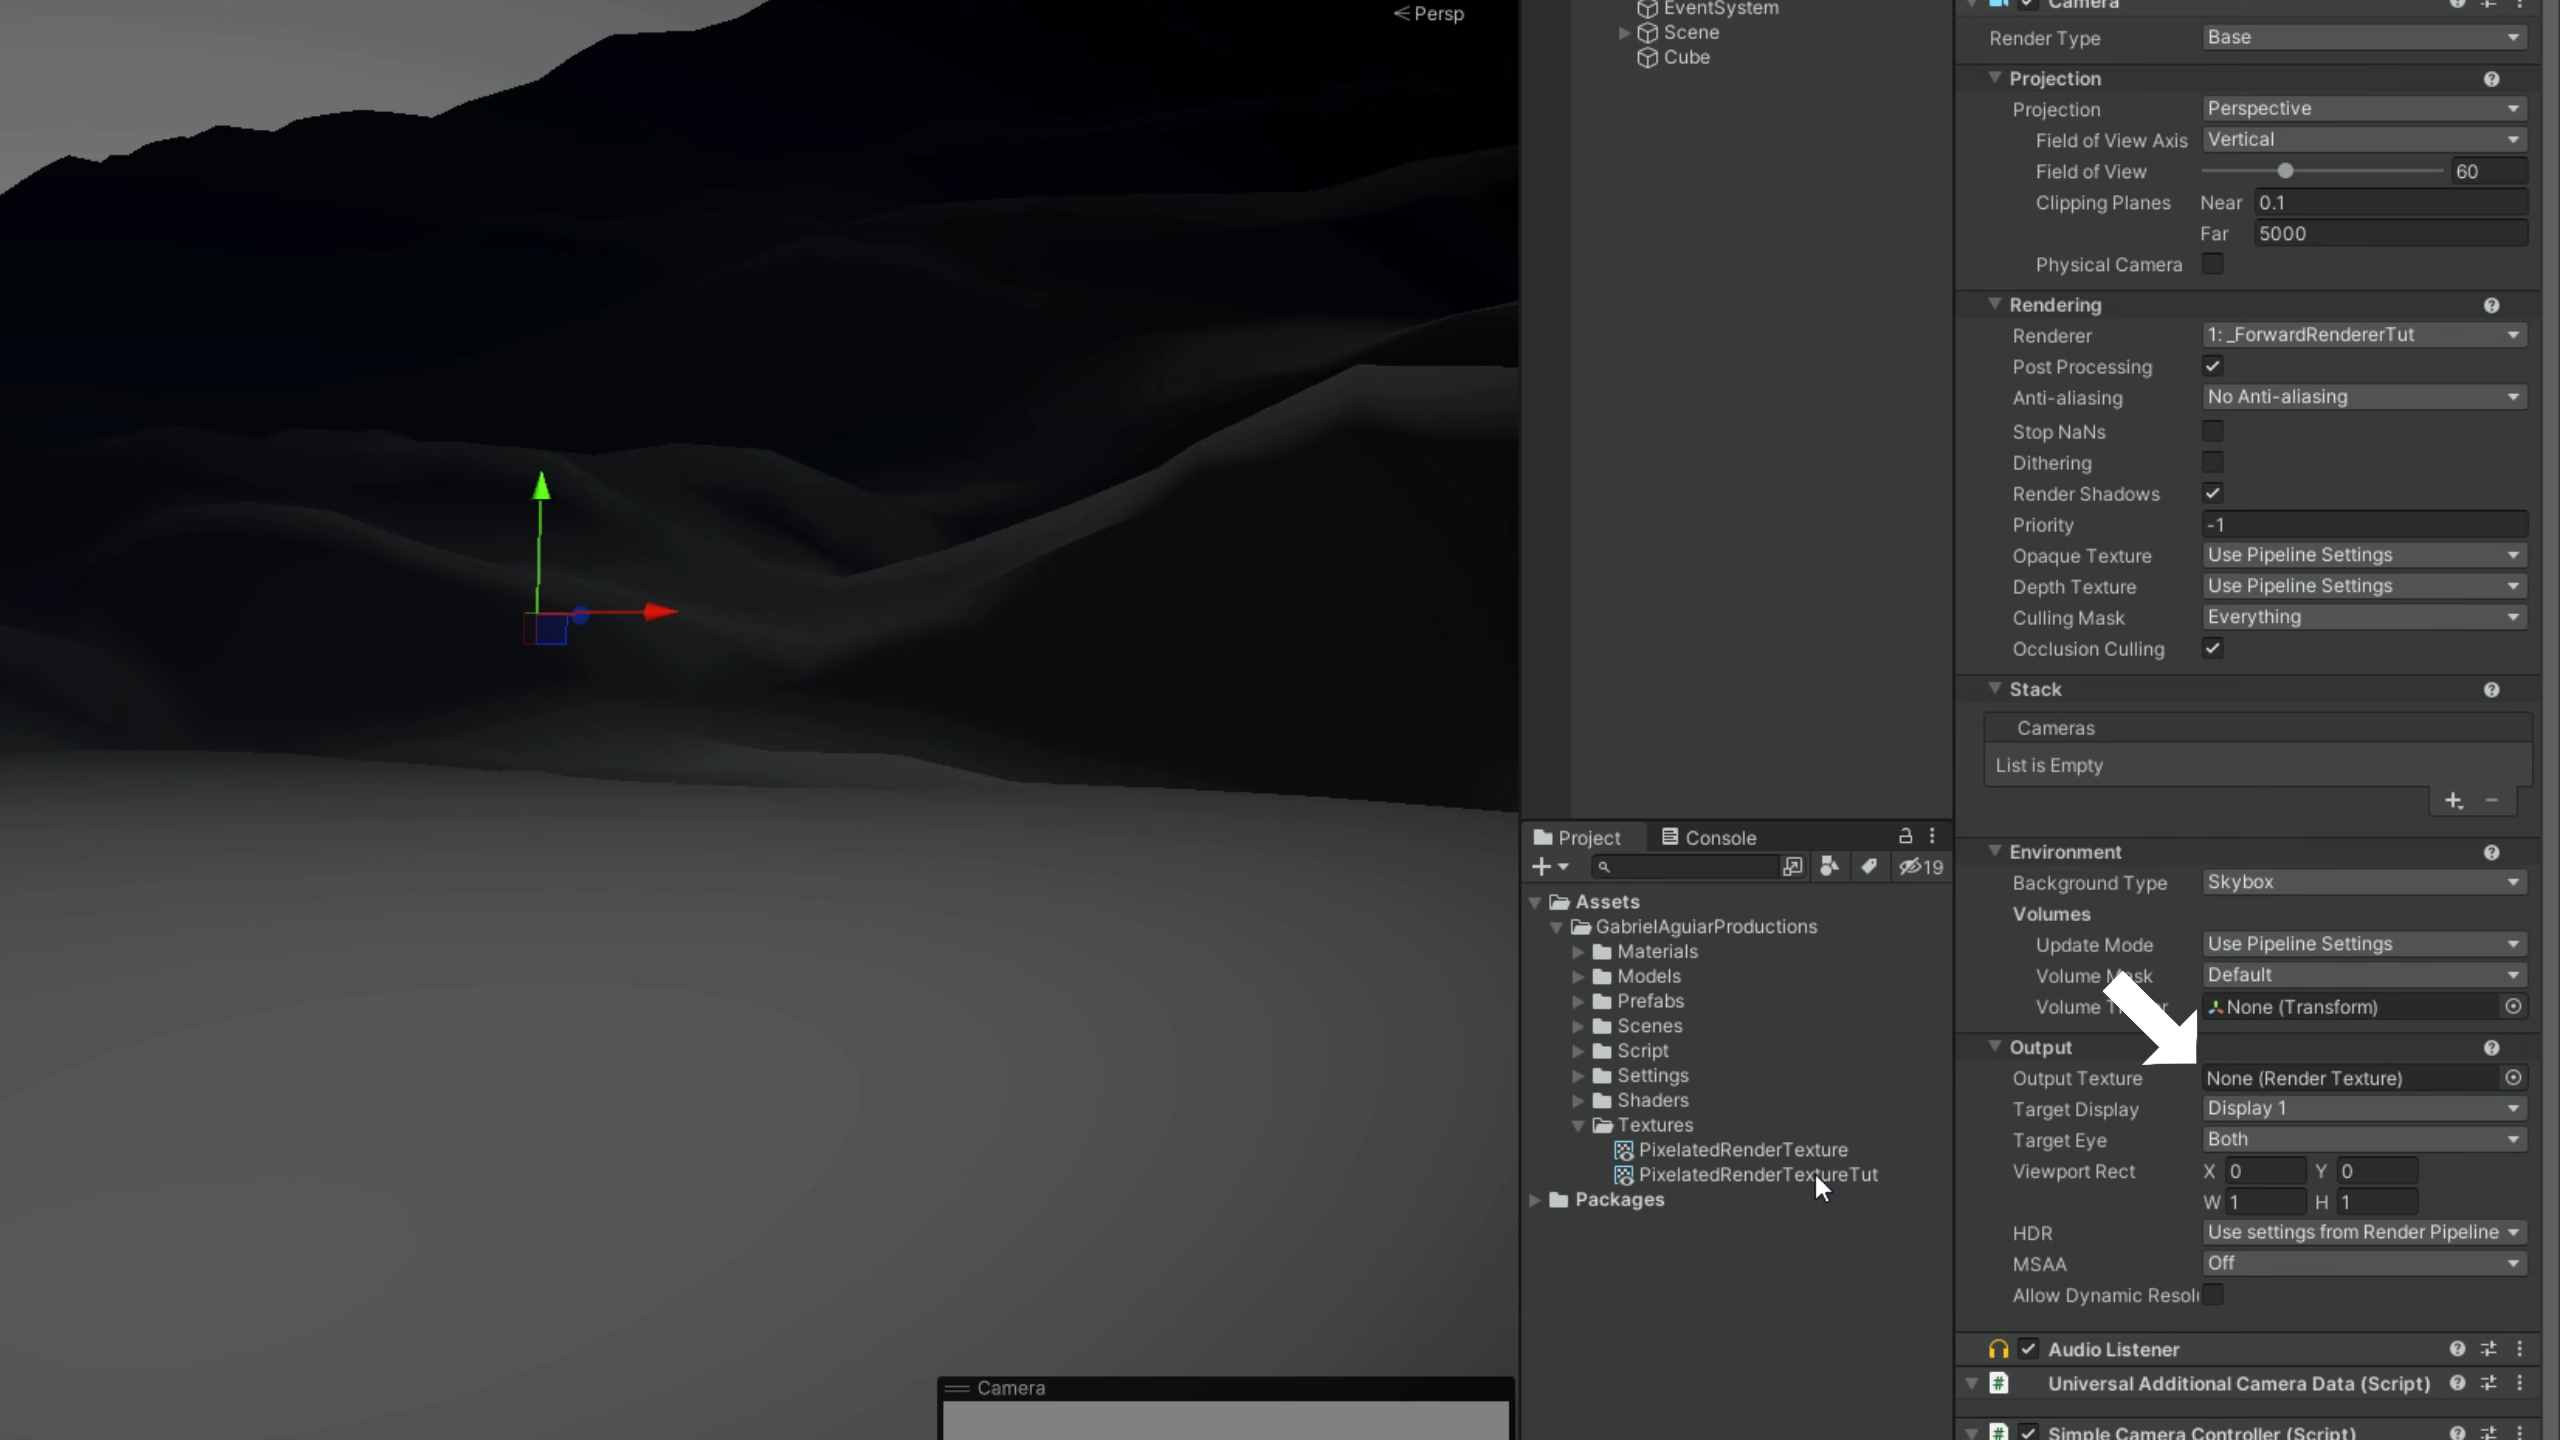 Persp
EventSystem
Scene
Cube
Project
Console
19
Assets
GabrielAguiarProductions
Materials
Models
Prefabs
Scenes
Script
Settings
Shaders
Textures
PixelatedRenderTexture
PixelatedRenderTextureTut
Packages
Camera
Camera
Render Type Base
Projection
Projection Perspective
Field of View Axis Vertical
Field of View 60
Clipping Planes Near 0.1
Far 5000
Physical Camera
Rendering
Renderer 1: _ForwardRendererTut
Post Processing
Anti-aliasing No Anti-aliasing
Stop NaNs
Dithering
Render Shadows
Priority -1
Opaque Texture Use Pipeline Settings
Depth Texture Use Pipeline Settings
Culling Mask Everything
Occlusion Culling
Stack
Cameras
List is Empty
Environment
Background Type Skybox
Volumes
Update Mode Use Pipeline Settings
Volume Default
Volume None (Transform)
Output
Output Texture None (Render Texture)
Target Display Display 1
Target Eye Both
Viewport Rect X 0 Y 0
W 1 H 1
HDR Use settings from Render Pipeline
MSAA Off
Allow Dynamic Resol
Audio Listener
Universal Additional Camera Data (Script)
Simple Camera Controller (Script)